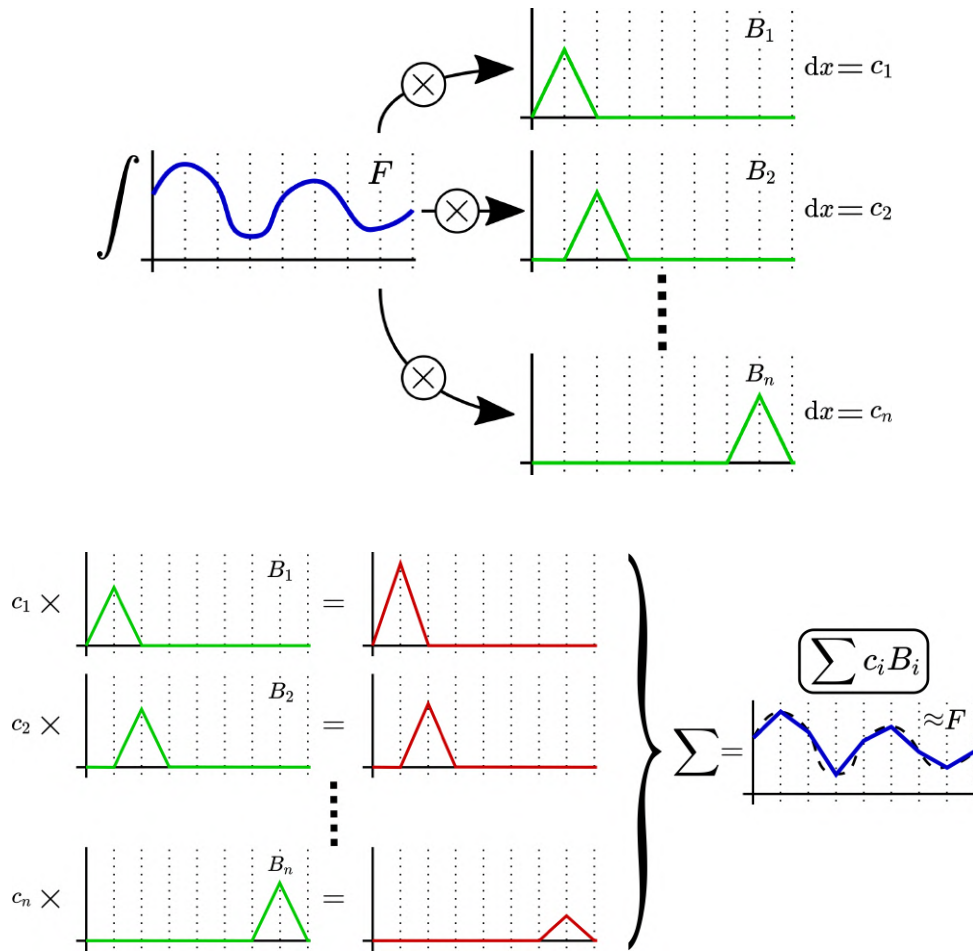 B₁
dx = c₁
∫ F ⊗
B₂
dx = c₂
⊗
⊗
Bₙ
dx = cₙ
c₁ × B₁ =
c₂ × B₂ =
cₙ × Bₙ =
∑ cᵢBᵢ
∑ = ≈F